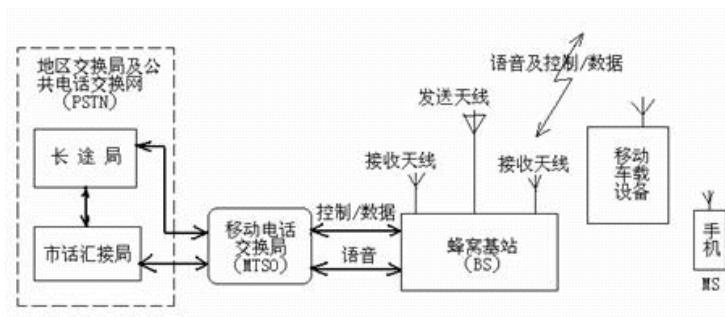 地区交换局及公
共电话交换网
(PSTN)
长途局
市话汇接局
移动电话
交换局
(MTSO)
控制/数据
语音
接收天线
发送天线
语音及控制/数据
接收天线
蜂窝基站
(BS)
移动
车载
设备
手
机
MS